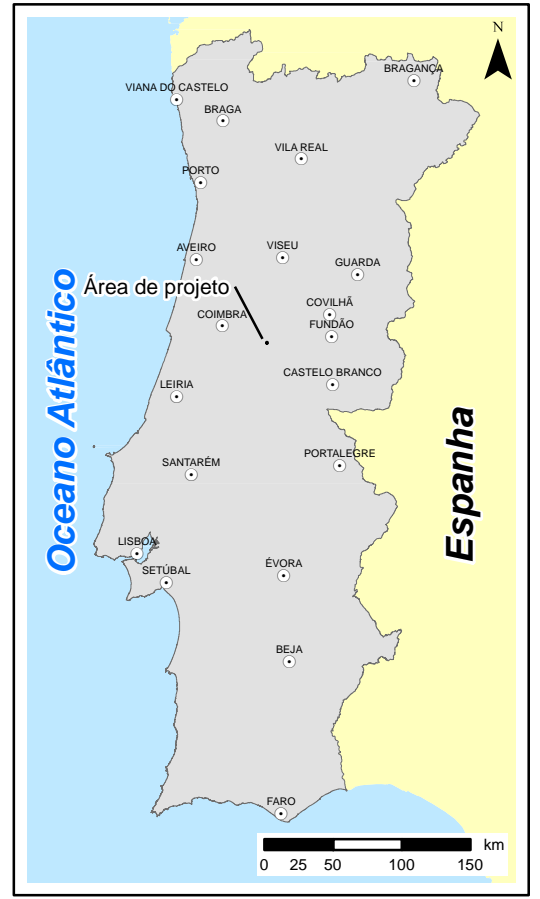 N
BRAGANÇA
VIANA DO CASTELO
BRAGA
VILA REAL
PORTO
AVEIRO
VISEU
GUARDA
Área de projeto
COVILHÃ
COIMBRA
FUNDÃO
CASTELO BRANCO
LEIRIA
Oceano Atlântico
Espanha
PORTALEGRE
SANTARÉM
LISBOA
SETÚBAL
ÉVORA
BEJA
FARO
km
0 25 50 100 150